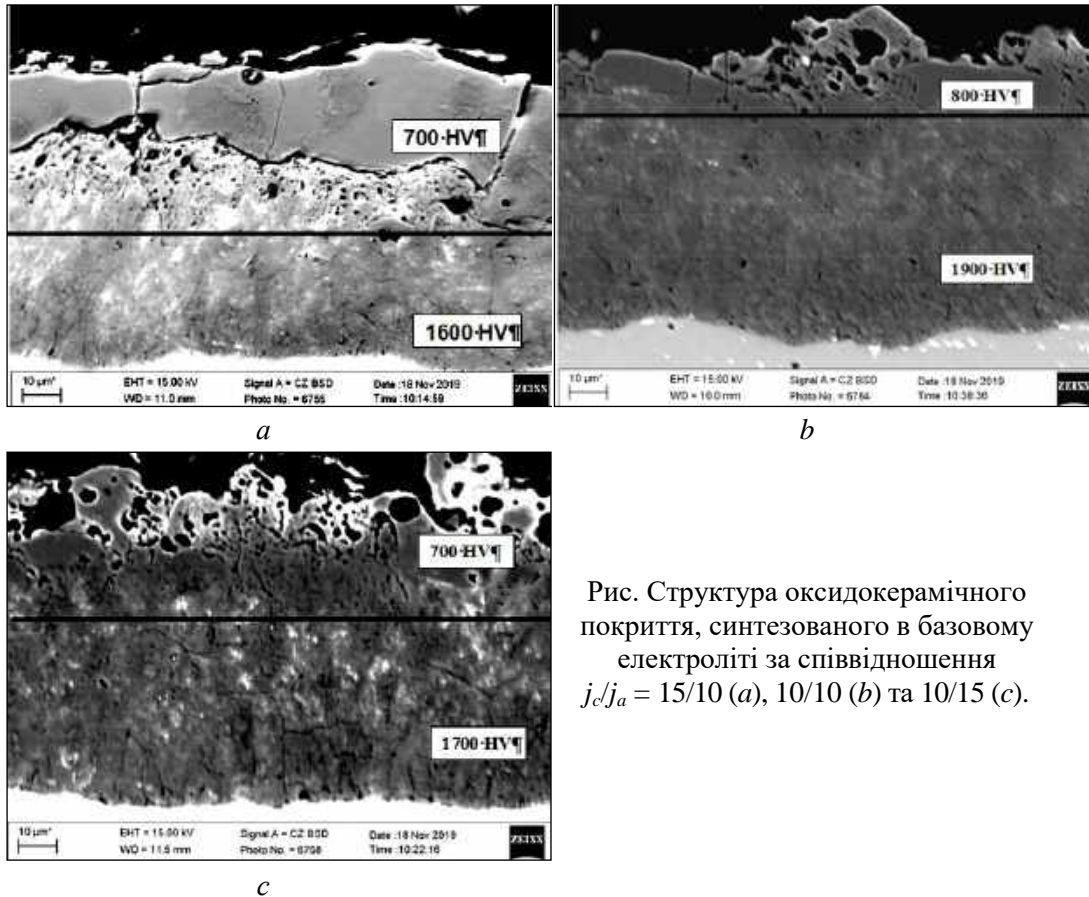 700·HV¶
1600·HV¶
10 µm*
EHT = 15.00 kV
WD = 11.0 mm
Signal A = CZ BSD
Photo No. = 6755
Date :18 Nov 2019
Time :10:14:59
ZEISS
a
800·HV¶
1900·HV¶
10 µm*
EHT = 15.00 kV
WD = 10.0 mm
Signal A = CZ BSD
Photo No. = 6764
Date :18 Nov 2019
Time :10:38:36
ZEISS
b
700·HV¶
1700·HV¶
10 µm*
EHT = 15.00 kV
WD = 11.5 mm
Signal A = CZ BSD
Photo No. = 6758
Date :18 Nov 2019
Time :10:22:16
ZEISS
c
Рис. Структура оксидокерамічного
покриття, синтезованого в базовому
електроліті за співвідношення
jc/ja = 15/10 (a), 10/10 (b) та 10/15 (c).